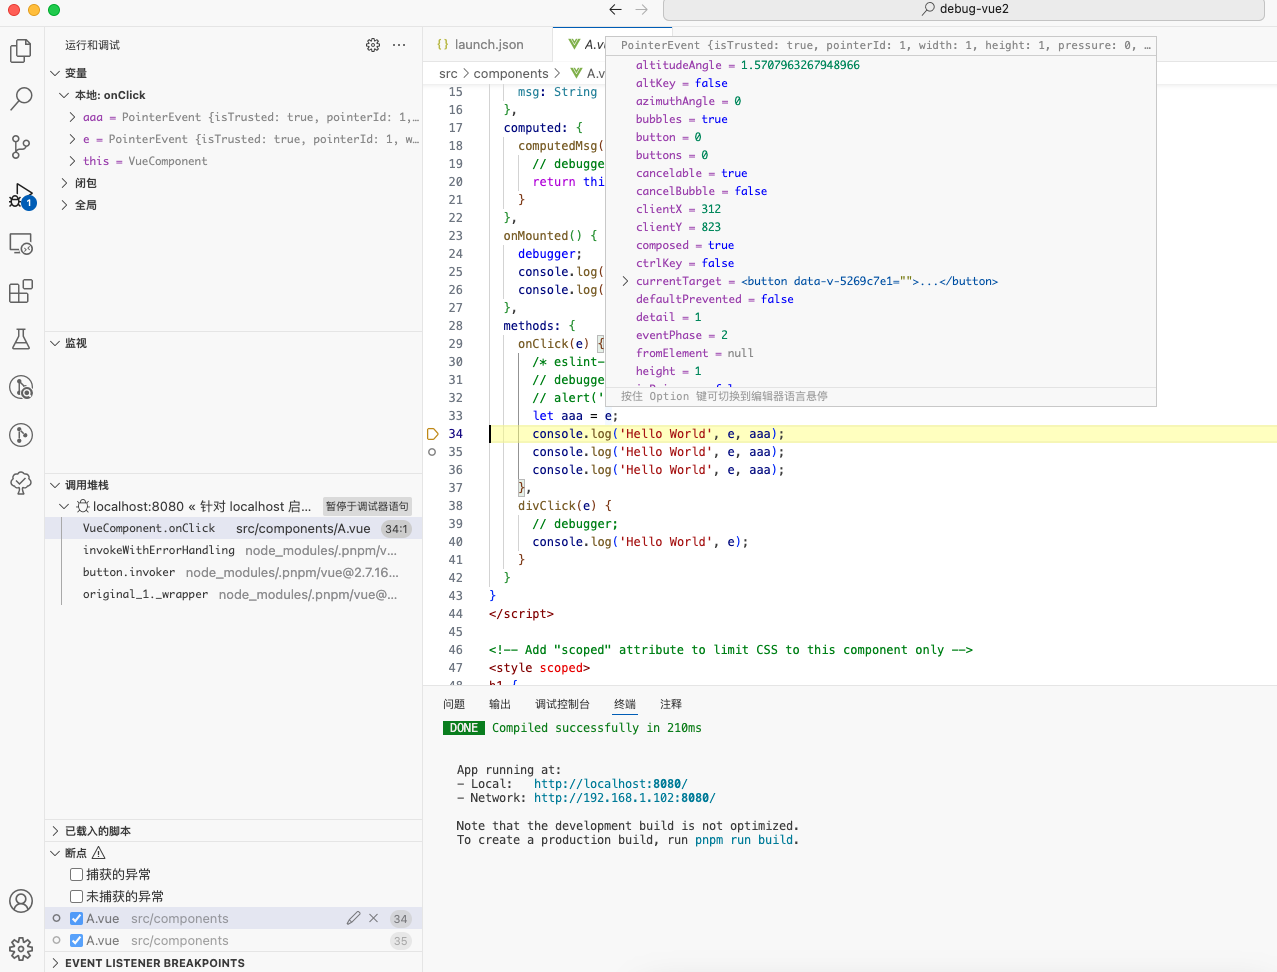 debug-vue2
运行和调试
变量
本地: onClick
aaa = PointerEvent {isTrusted: true, pointerId: 1,…
e = PointerEvent {isTrusted: true, pointerId: 1, w…
this = VueComponent
闭包
全局
监视
调用堆栈
localhost:8080 « 针对 localhost 启… 暂停于调试器语句
VueComponent.onClick src/components/A.vue 34:1
invokeWithErrorHandling node_modules/.pnpm/v…
button.invoker node_modules/.pnpm/vue@2.7.16…
original_1._wrapper node_modules/.pnpm/vue@…
已载入的脚本
断点
捕获的异常
未捕获的异常
A.vue src/components 34
A.vue src/components 35
EVENT LISTENER BREAKPOINTS
1
{} launch.json
src > components > A.v
15 msg: String
16 },
17 computed: {
18 computedMsg(
19 // debugge
20 return thi
21 }
22 },
23 onMounted() {
24 debugger;
25 console.log(
26 console.log(
27 },
28 methods: {
29 onClick(e) {
30 /* eslint-
31 // debugge
32 // alert('
33 let aaa = e;
34 console.log('Hello World', e, aaa);
35 console.log('Hello World', e, aaa);
36 console.log('Hello World', e, aaa);
37 },
38 divClick(e) {
39 // debugger;
40 console.log('Hello World', e);
41 }
42 }
43 }
44 </script>
45
46 <!-- Add "scoped" attribute to limit CSS to this component only -->
47 <style scoped>
PointerEvent {isTrusted: true, pointerId: 1, width: 1, height: 1, pressure: 0, …
altitudeAngle = 1.5707963267948966
altKey = false
azimuthAngle = 0
bubbles = true
button = 0
buttons = 0
cancelable = true
cancelBubble = false
clientX = 312
clientY = 823
composed = true
ctrlKey = false
currentTarget = <button data-v-5269c7e1="">...</button>
defaultPrevented = false
detail = 1
eventPhase = 2
fromElement = null
height = 1
按住 Option 键可切换到编辑器语言悬停
问题 输出 调试控制台 终端 注释
DONE Compiled successfully in 210ms
App running at:
- Local: http://localhost:8080/
- Network: http://192.168.1.102:8080/
Note that the development build is not optimized.
To create a production build, run pnpm run build.